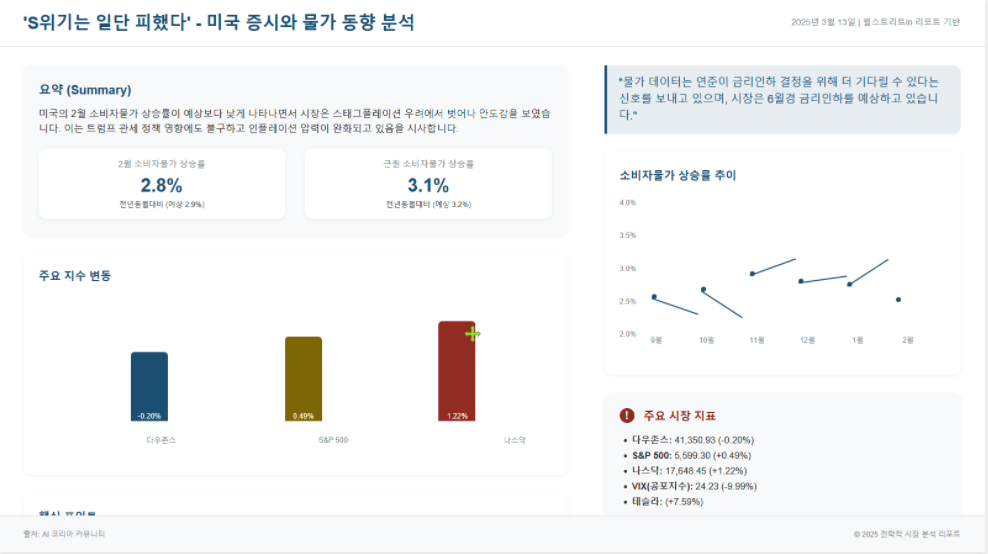 'S위기는 일단 피했다' - 미국 증시와 물가 동향 분석
2025년 3월 13일 | 월스트리트in 리포트 기반
요약 (Summary)
미국의 2월 소비자물가 상승률이 예상보다 낮게 나타나면서 시장은 스태그플레이션 우려에서 벗어나 안도감을 보였습
니다. 이는 트럼프 관세 정책 영향에도 불구하고 인플레이션 압력이 완화되고 있음을 시사합니다.
2월 소비자물가 상승률
2.8%
전년동월대비 (예상 2.9%)
근원 소비자물가 상승률
3.1%
전년동월대비 (예상 3.2%)
주요 지수 변동
-0.20%
0.49%
1.22%
다우존스
S&P 500
나스닥
핵심 포인트
"물가 데이터는 연준이 금리인하 결정을 위해 더 기다릴 수 있다는
신호를 보내고 있으며, 시장은 6월경 금리인하를 예상하고 있습니
다."
소비자물가 상승률 추이
4.0%
3.5%
3.0%
2.5%
2.0%
9월
10월
11월
12월
1월
2월
! 주요 시장 지표
• 다우존스: 41,350.93 (-0.20%)
• S&P 500: 5,599.30 (+0.49%)
• 나스닥: 17,648.45 (+1.22%)
• VIX(공포지수): 24.23 (-9.99%)
• 테슬라: (+7.59%)
출처: AI 코리아 커뮤니티
© 2025 전략적 시장 분석 리포트